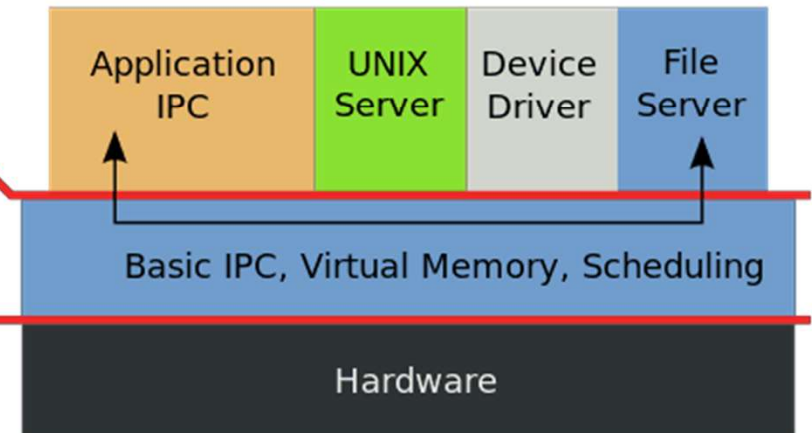 Application
IPC
UNIX
Server
Device
Driver
File
Server
Basic IPC, Virtual Memory, Scheduling
Hardware